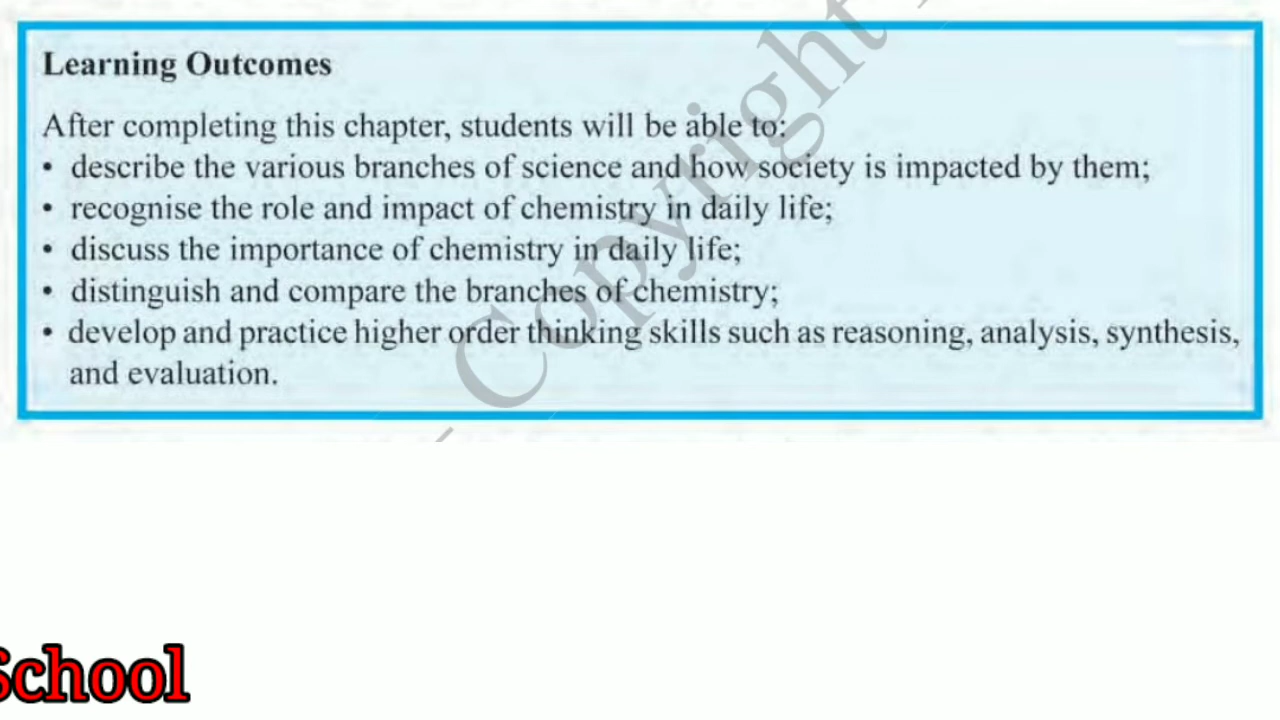 Learning Outcomes
After completing this chapter, students will be able to:
• describe the various branches of science and how society is impacted by them;
• recognise the role and impact of chemistry in daily life;
• discuss the importance of chemistry in daily life;
• distinguish and compare the branches of chemistry;
• develop and practice higher order thinking skills such as reasoning, analysis, synthesis,
and evaluation.
Copyright
School